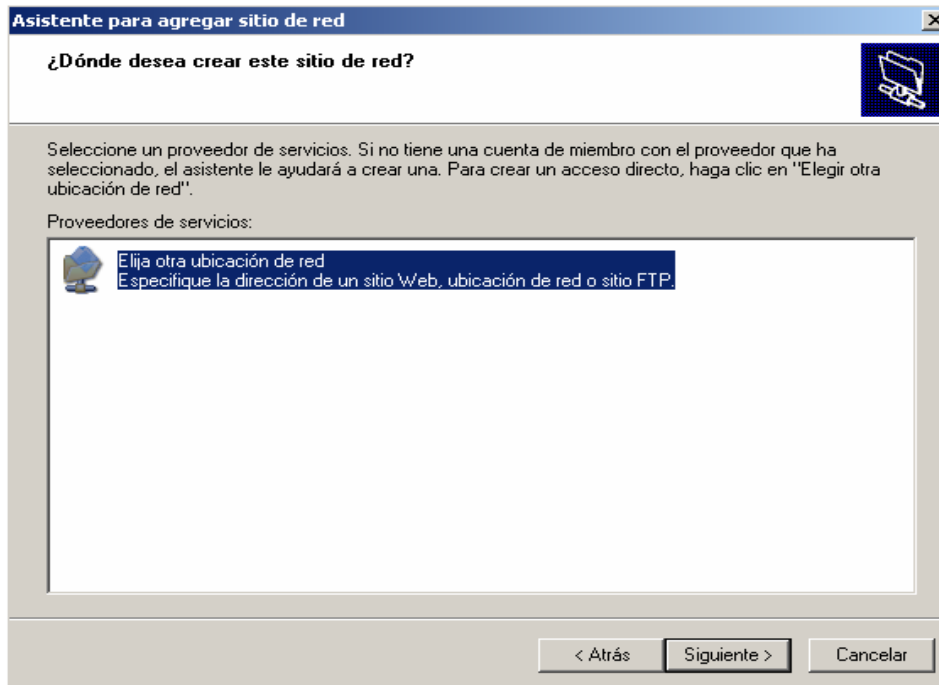 Asistente para agregar sitio de red
¿Dónde desea crear este sitio de red?
Seleccione un proveedor de servicios. Si no tiene una cuenta de miembro con el proveedor que ha
seleccionado, el asistente le ayudará a crear una. Para crear un acceso directo, haga clic en "Elegir otra
ubicación de red".
Proveedores de servicios:
Elija otra ubicación de red
Especifique la dirección de un sitio Web, ubicación de red o sitio FTP.
< Atrás Siguiente > Cancelar